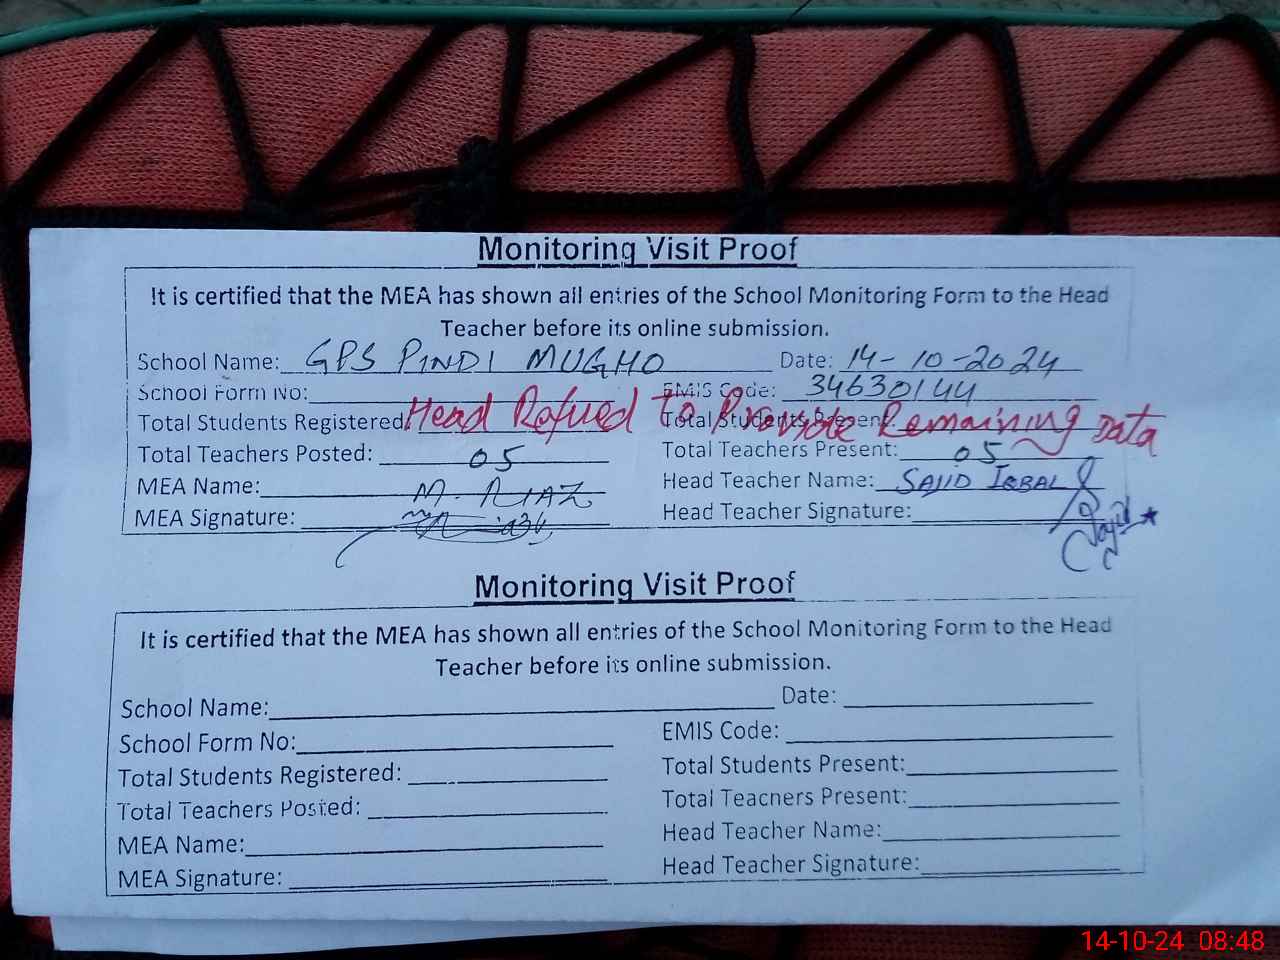 Monitoring Visit Proof
It is certified that the MEA has shown all entries of the School Monitoring Form to the Head
Teacher before its online submission.
School Name: GPS PINDI MUGHO Date: 14-10-2024
School Form No: EMIS Code: 34630144
Total Students Registered: Total Students Present:
Head Refused To Provide Remaining Data
Total Teachers Posted: 05 Total Teachers Present: 05
MEA Name: M. RIAZ Head Teacher Name: SAJID IQBAL
MEA Signature: Head Teacher Signature: Sajid
Monitoring Visit Proof
It is certified that the MEA has shown all entries of the School Monitoring Form to the Head
Teacher before its online submission.
School Name: Date:
School Form No: EMIS Code:
Total Students Registered: Total Students Present:
Total Teachers Posted: Total Teachers Present:
MEA Name: Head Teacher Name:
MEA Signature: Head Teacher Signature:
14-10-24 08:48